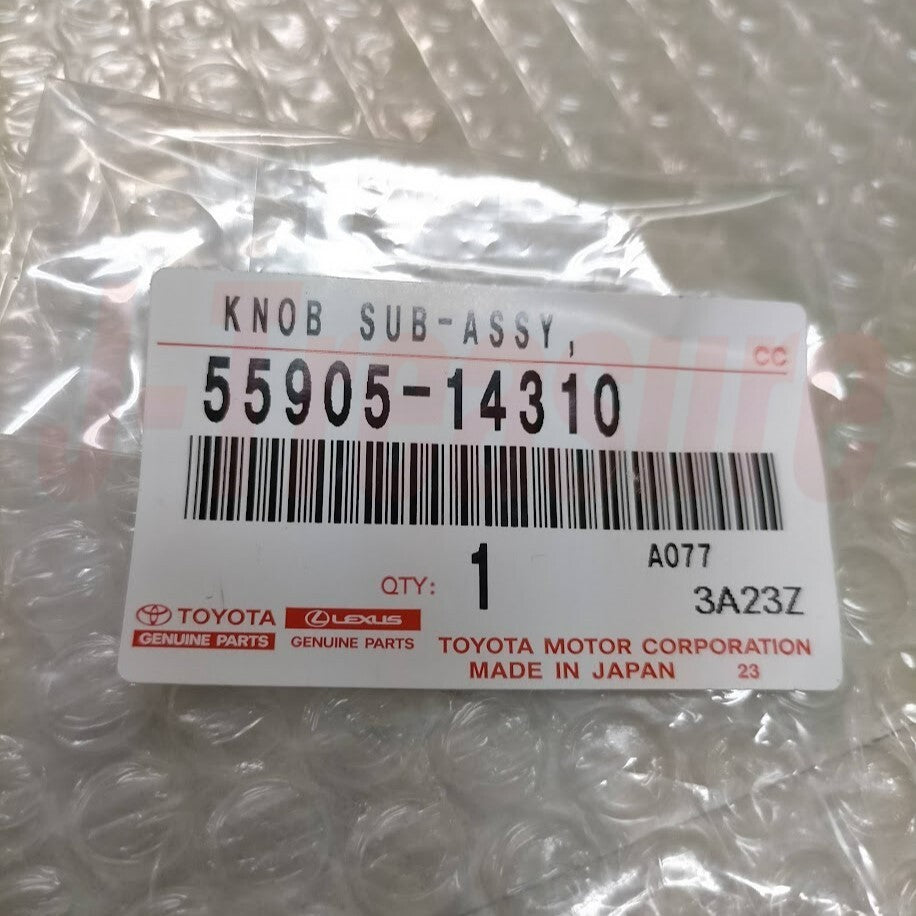 KNOB SUB-ASSY,
CC
55905-14310
A077
QTY: 1
3A23Z
TOYOTA LEXUS
GENUINE PARTS GENUINE PARTS
TOYOTA MOTOR CORPORATION
MADE IN JAPAN 23
J-Treasure